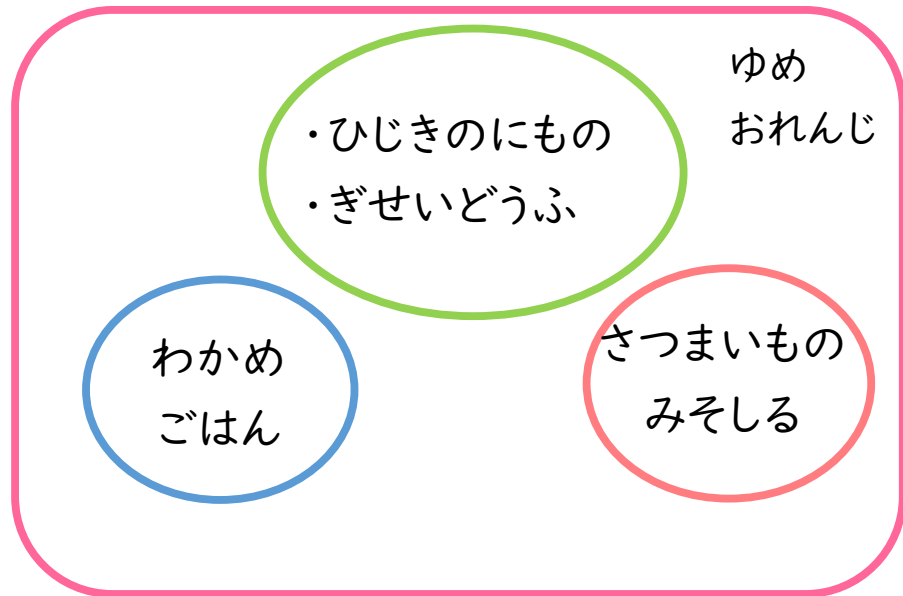 ゆめ
おれんじ
・ひじきのにもの
・ぎせいどうふ
わかめ
ごはん
さつまいもの
みそしる